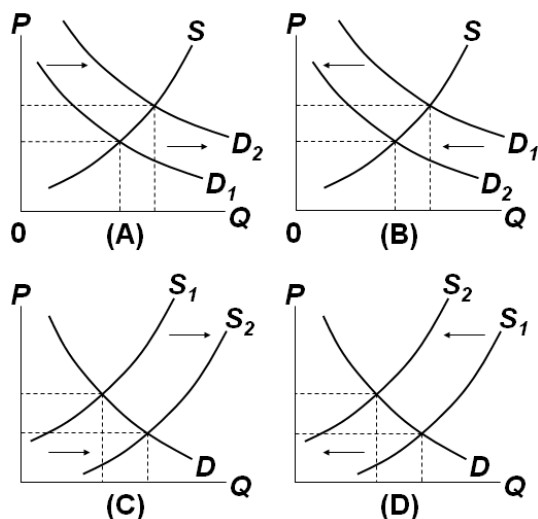 P S P S
D₂ D₁
D₁ D₂
0 Q 0 Q
(A) (B)
P S₁ S₂ P S₂ S₁
D Q D Q
(C) (D)